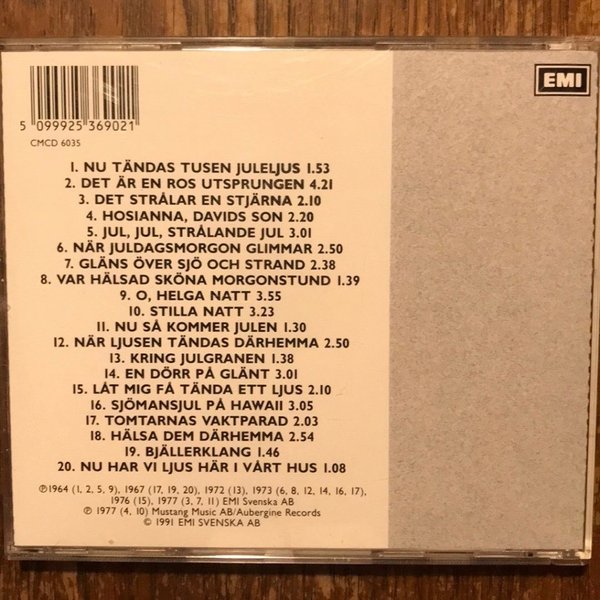 EMI
5 099925 369021
CMCD 6035
1. NU TÄNDAS TUSEN JULELJUS 1.53
2. DET ÄR EN ROS UTSPRUNGEN 4.21
3. DET STRÅLAR EN STJÄRNA 2.10
4. HOSIANNA, DAVIDS SON 2.20
5. JUL, JUL, STRÅLANDE JUL 3.01
6. NÄR JULDAGSMORGON GLIMMAR 2.50
7. GLÄNS ÖVER SJÖ OCH STRAND 2.38
8. VAR HÄLSAD SKÖNA MORGONSTUND 1.39
9. O, HELGA NATT 3.55
10. STILLA NATT 3.23
11. NU SÅ KOMMER JULEN 1.30
12. NÄR LJUSEN TÄNDAS DÄRHEMMA 2.50
13. KRING JULGRANEN 1.38
14. EN DÖRR PÅ GLÄNT 3.01
15. LÅT MIG FÅ TÄNDA ETT LJUS 2.10
16. SJÖMANSJUL PÅ HAWAII 3.05
17. TOMTARNAS VAKTPARAD 2.03
18. HÄLSA DEM DÄRHEMMA 2.54
19. BJÄLLERKLANG 1.46
20. NU HAR VI LJUS HÄR I VÅRT HUS 1.08
℗1964 (1, 2, 5, 9), 1967 (17, 19, 20), 1972 (13), 1973 (6, 8, 12, 14, 16, 17),
1976 (15), 1977 (3, 7, 11) EMI Svenska AB
℗ 1977 (4, 10) Mustang Music AB/Aubergine Records
© 1991 EMI SVENSKA AB